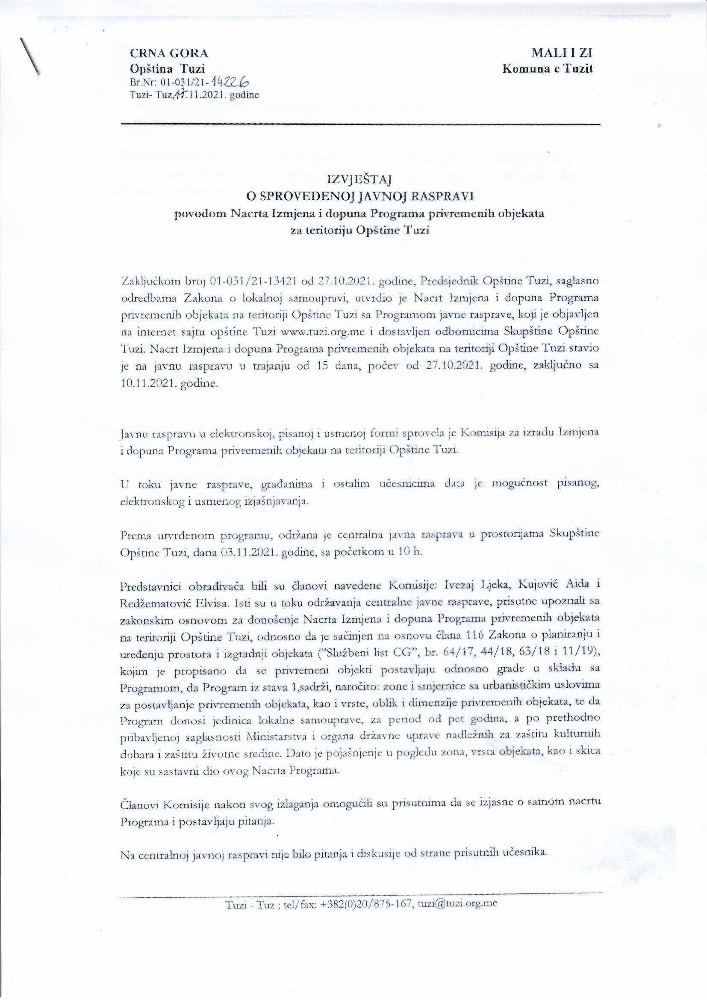 CRNA GORA
Opština Tuzi
Br.Nr: 01-031/21-14226
Tuzi- Tuz,17.11.2021. godine
MALI I ZI
Komuna e Tuzit
IZVJEŠTAJ
O SPROVEDENOJ JAVNOJ RASPRAVI
povodom Nacrta Izmjena i dopuna Programa privremenih objekata
za teritoriju Opštine Tuzi
Zaključkom broj 01-031/21-13421 od 27.10.2021. godine, Predsjednik Opštine Tuzi, saglasno
odredbama Zakona o lokalnoj samoupravi, utvrdio je Nacrt Izmjena i dopuna Programa
privremenih objekata na teritoriji Opštine Tuzi sa Programom javne rasprave, koji je objavljen
na internet sajtu opštine Tuzi www.tuzi.org.me i dostavljen odbornicima Skupštine Opštine
Tuzi. Nacrt Izmjena i dopuna Programa privremenih objekata na teritoriji Opštine Tuzi stavio
je na javnu raspravu u trajanju od 15 dana, počev od 27.10.2021. godine, zaključno sa
10.11.2021. godine.
Javnu raspravu u elektronskoj, pisanoj i usmenoj formi sprovela je Komisija za izradu Izmjena
i dopuna Programa privremenih objekata na teritoriji Opštine Tuzi.
U toku javne rasprave, građanima i ostalim učesnicima data je mogućnost pisanog,
elektronskog i usmenog izjašnjavanja.
Prema utvrđenom programu, održana je centralna javna rasprava u prostorijama Skupštine
Opštine Tuzi, dana 03.11.2021. godine, sa početkom u 10 h.
Predstavnici obrađivača bili su članovi navedene Komisije: Ivezaj Ljeka, Kujović Aida i
Redžematović Elvisa. Isti su u toku održavanja centralne javne rasprave, prisutne upoznali sa
zakonskim osnovom za donošenje Nacrta Izmjena i dopuna Programa privremenih objekata
na teritoriji Opštine Tuzi, odnosno da je sačinjen na osnovu člana 116 Zakona o planiranju i
uređenju prostora i izgradnji objekata (”Službeni list CG”, br. 64/17, 44/18, 63/18 i 11/19),
kojim je propisano da se privremeni objekti postavljaju odnosno grade u skladu sa
Programom, da Program iz stava 1,sadrži, naročito: zone i smjernice sa urbanističkim uslovima
za postavljanje privremenih objekata, kao i vrste, oblik i dimenzije privremenih objekata, te da
Program donosi jedinica lokalne samouprave, za period od pet godina, a po prethodno
pribavljenoj saglasnosti Ministarstva i organa državne uprave nadležnih za zaštitu kulturnih
dobara i zaštitu životne sredine. Dato je pojašnjenje u pogledu zona, vrsta objekata, kao i skica
koje su sastavni dio ovog Nacrta Programa.
Članovi Komisije nakon svog izlaganja omogućili su prisutnima da se izjasne o samom nacrtu
Programa i postavljaju pitanja.
Na centralnoj javnoj raspravi nije bilo pitanja i diskusije od strane prisutnih učesnika.
Tuzi - Tuz ; tel/fax: +382(0)20/875-167, tuzi@tuzi.org.me